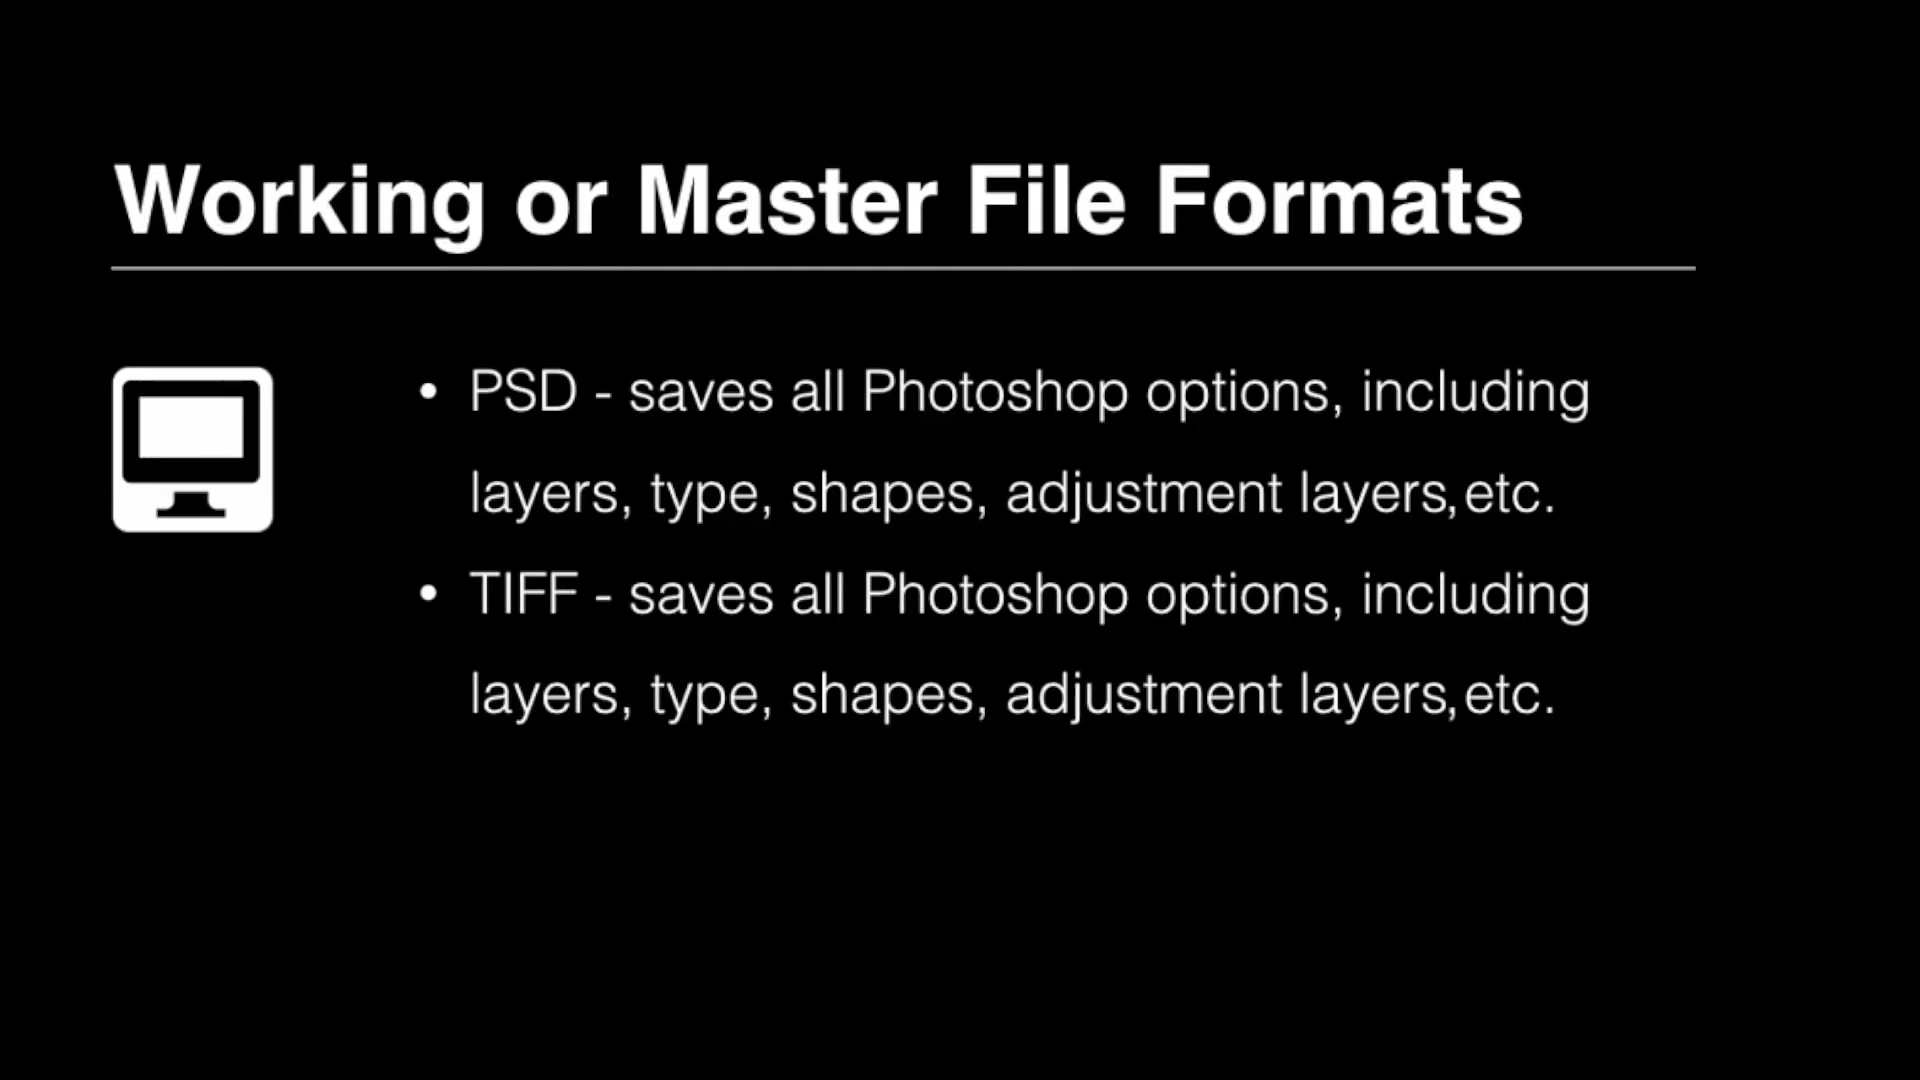 Working or Master File Formats
• PSD - saves all Photoshop options, including
layers, type, shapes, adjustment layers, etc.
• TIFF - saves all Photoshop options, including
layers, type, shapes, adjustment layers, etc.